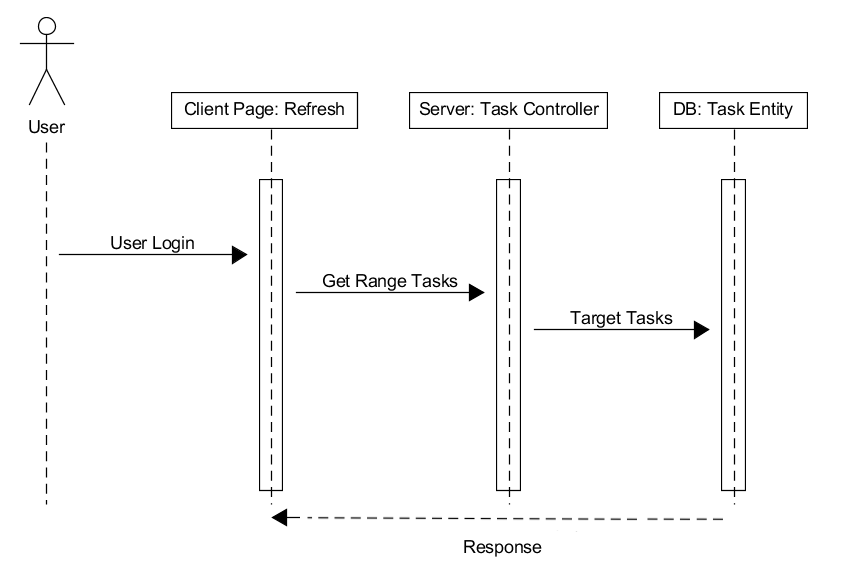 User
Client Page: Refresh
Server: Task Controller
DB: Task Entity
User Login
Get Range Tasks
Target Tasks
Response